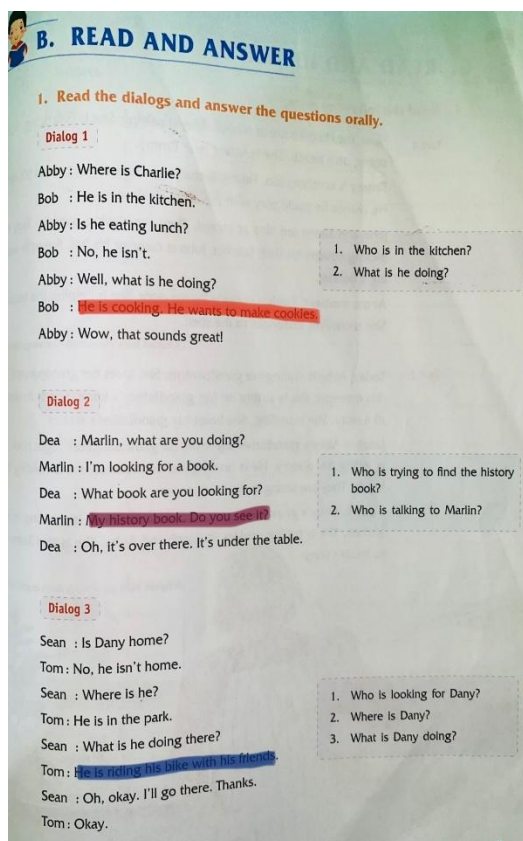 B. READ AND ANSWER
1. Read the dialogs and answer the questions orally.
Dialog 1
Abby : Where is Charlie?
Bob : He is in the kitchen.
Abby : Is he eating lunch?
Bob : No, he isn't.
Abby : Well, what is he doing?
Bob : He is cooking. He wants to make cookies.
Abby : Wow, that sounds great!
1. Who is in the kitchen?
2. What is he doing?
Dialog 2
Dea : Marlin, what are you doing?
Marlin : I'm looking for a book.
Dea : What book are you looking for?
Marlin : My history book. Do you see it?
Dea : Oh, it's over there. It's under the table.
1. Who is trying to find the history
book?
2. Who is talking to Marlin?
Dialog 3
Sean : Is Dany home?
Tom : No, he isn't home.
Sean : Where is he?
Tom : He is in the park.
Sean : What is he doing there?
Tom : He is riding his bike with his friends.
Sean : Oh, okay. I'll go there. Thanks.
Tom : Okay.
1. Who is looking for Dany?
2. Where is Dany?
3. What is Dany doing?